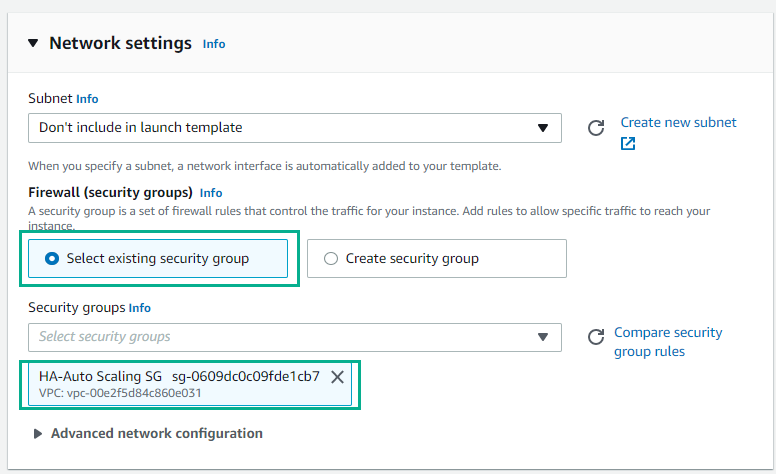 Network settings Info
Subnet Info
Don't include in launch template
Create new subnet
When you specify a subnet, a network interface is automatically added to your template.
Firewall (security groups) Info
A security group is a set of firewall rules that control the traffic for your instance. Add rules to allow specific traffic to reach your
instance.
Select existing security group
Create security group
Security groups Info
Select security groups
Compare security
group rules
HA-Auto Scaling SG sg-0609dc0c09fde1cb7
VPC: vpc-00e2f5d84c860e031
Advanced network configuration